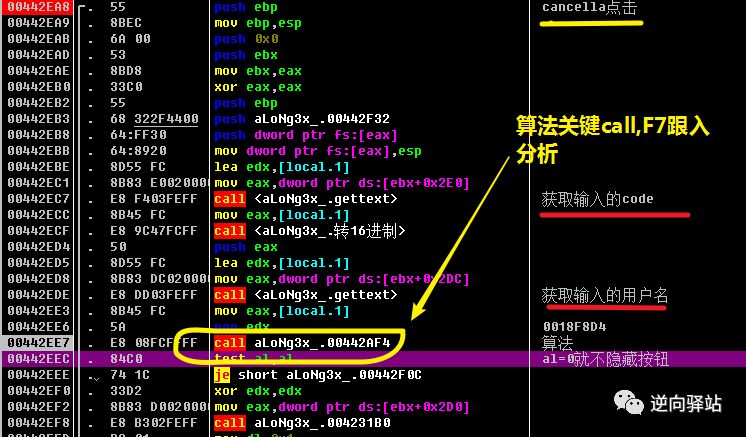 00442EA8 . 55 push ebp cancella点击
00442EA9 . 8BEC mov ebp,esp
00442EAB . 6A 00 push 0x0
00442EAD . 53 push ebx
00442EAE . 8BD8 mov ebx,eax
00442EB0 . 33C0 xor eax,eax
00442EB2 . 55 push ebp
00442EB3 . 68 322F4400 push aLoNg3x_.00442F32
00442EB8 . 64:FF30 push dword ptr fs:[eax]
00442EBB . 64:8920 mov dword ptr fs:[eax],esp
00442EBE . 8D55 FC lea edx,[local.1]
00442EC1 . 8B83 E0020000 mov eax,dword ptr ds:[ebx+0x2E0]
00442EC7 . E8 F403FEFF call <aLoNg3x_.gettext> 获取输入的code
00442ECC . 8B45 FC mov eax,[local.1]
00442ECF . E8 9C47FCFF call <aLoNg3x_.转16进制>
00442ED4 . 50 push eax
00442ED5 . 8D55 FC lea edx,[local.1]
00442ED8 . 8B83 DC020000 mov eax,dword ptr ds:[ebx+0x2DC]
00442EDE . E8 DD03FEFF call <aLoNg3x_.gettext> 获取输入的用户名
00442EE3 . 8B45 FC mov eax,[local.1]
00442EE6 . 5A pop edx 0018F8D4
00442EE7 . E8 08FCFFFF call aLoNg3x_.00442AF4 算法
00442EEC . 84C0 test al,al al=0就不隐藏按钮
00442EEE . 74 1C je short aLoNg3x_.00442F0C
00442EF0 . 33D2 xor edx,edx
00442EF2 . 8B83 D0020000 mov eax,dword ptr ds:[ebx+0x2D0]
00442EF8 . E8 B302FEFF call aLoNg3x_.004231B0
算法关键call,F7跟入
分析
逆向驿站